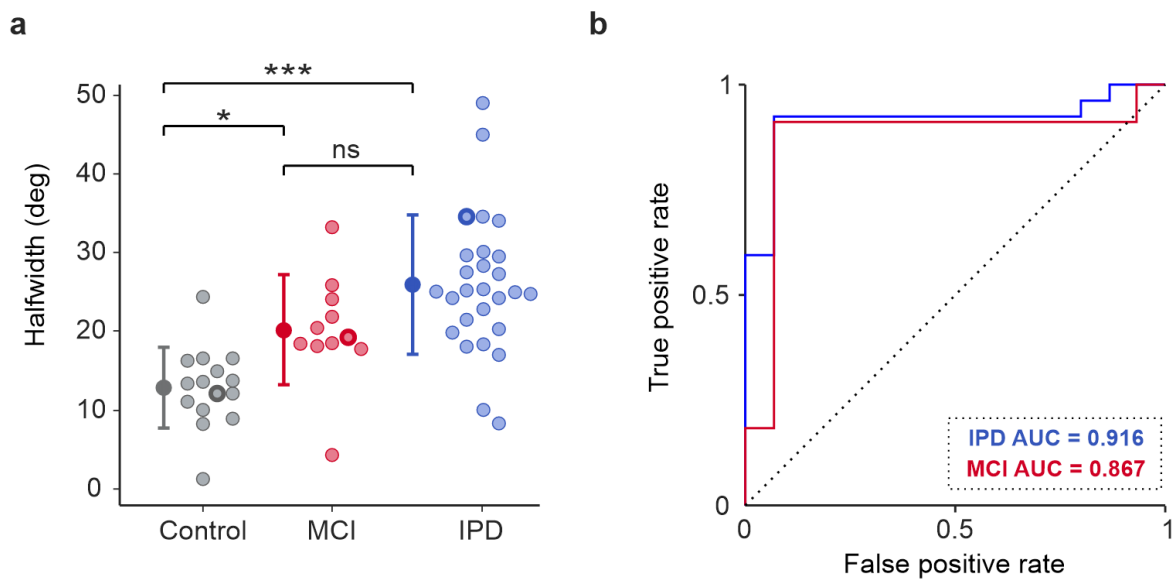 a
***
*
ns
Halfwidth (deg)
50
40
30
20
10
0
Control MCI IPD
b
True positive rate
1
0.5
0
0 0.5 1
False positive rate
IPD AUC = 0.916
MCI AUC = 0.867